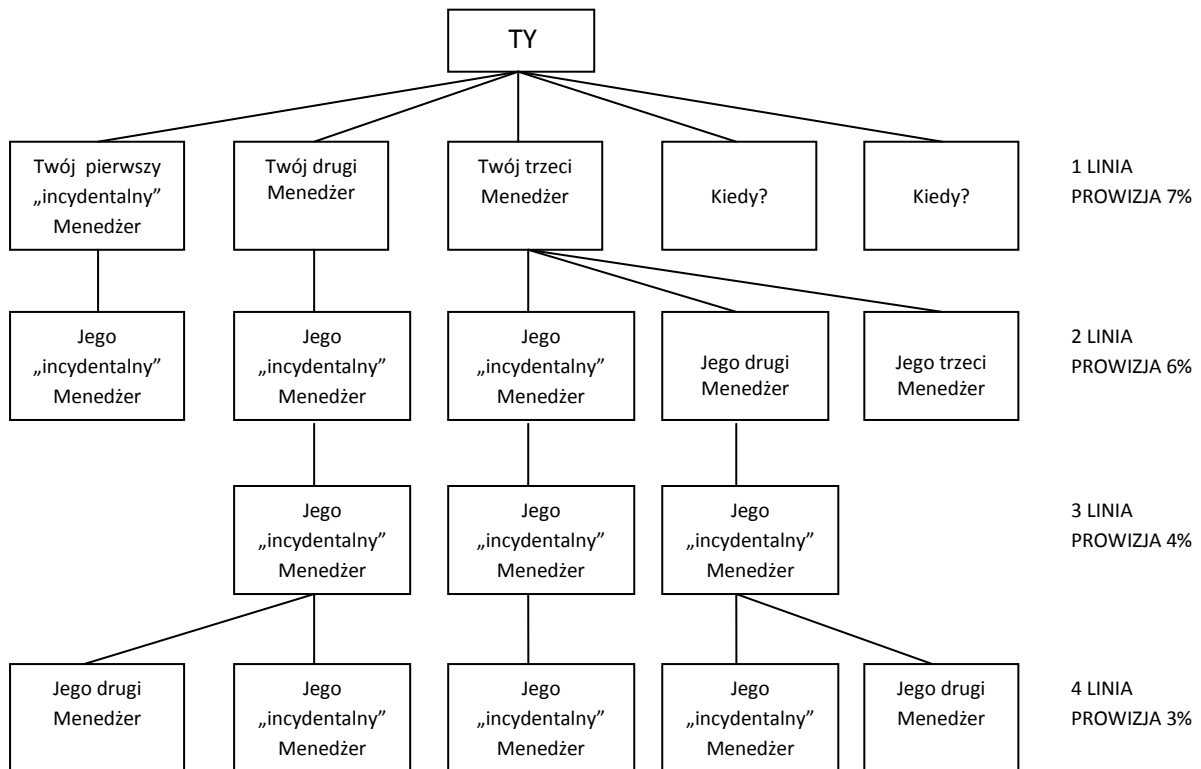 TY
Twój pierwszy
„incydentalny”
Menedżer
Twój drugi
Menedżer
Twój trzeci
Menedżer
Kiedy?
Kiedy?
1 LINIA
PROWIZJA 7%
Jego
„incydentalny”
Menedżer
Jego
„incydentalny”
Menedżer
Jego
„incydentalny”
Menedżer
Jego drugi
Menedżer
Jego trzeci
Menedżer
2 LINIA
PROWIZJA 6%
Jego
„incydentalny”
Menedżer
Jego
„incydentalny”
Menedżer
Jego
„incydentalny”
Menedżer
3 LINIA
PROWIZJA 4%
Jego drugi
Menedżer
Jego
„incydentalny”
Menedżer
Jego
„incydentalny”
Menedżer
Jego
„incydentalny”
Menedżer
Jego drugi
Menedżer
4 LINIA
PROWIZJA 3%